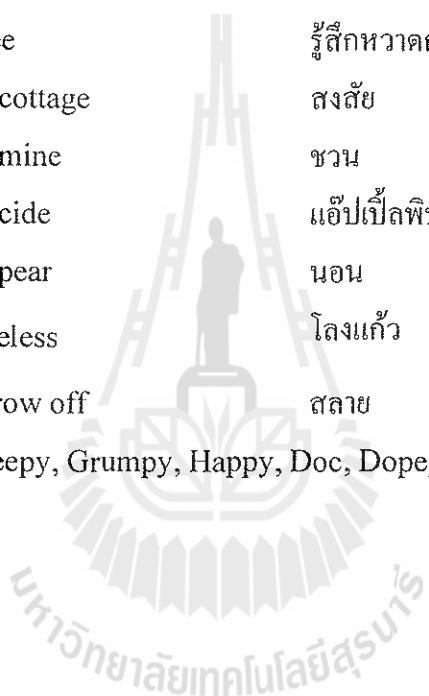 ee รู้สึกหวาด
cottage สงสัย
mine ชวน
cide แอ๊ปเปิ้ลพิ
pear นอน
eless โลงแก้ว
row off สลาย
eepy, Grumpy, Happy, Doc, Dope
มหาวิทยาลัยเทคโนโลยีสุรนารี